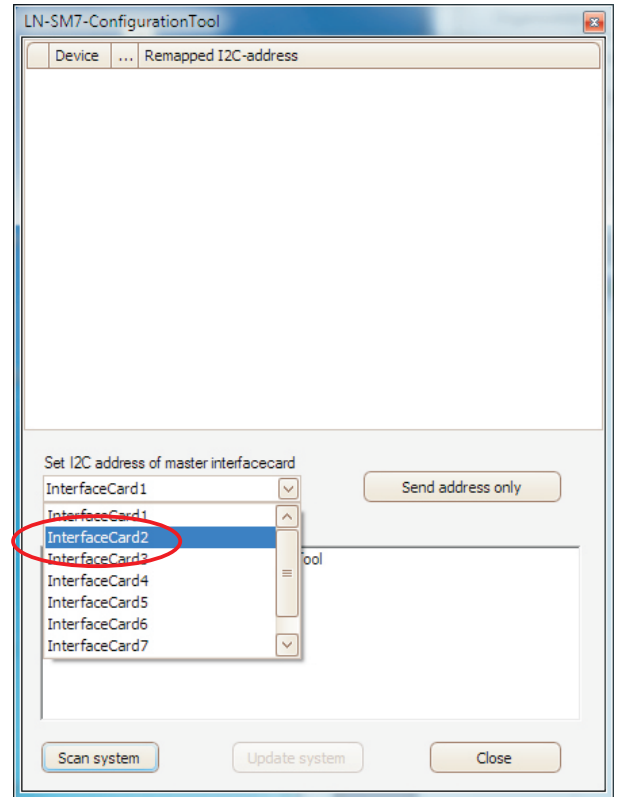 LN-SM7-ConfigurationTool
Device ... Remapped I2C-address
Set I2C address of master interfacecard
InterfaceCard1
Send address only
InterfaceCard1
InterfaceCard2
InterfaceCard3
ool
InterfaceCard4
InterfaceCard5
InterfaceCard6
InterfaceCard7
Scan system
Update system
Close